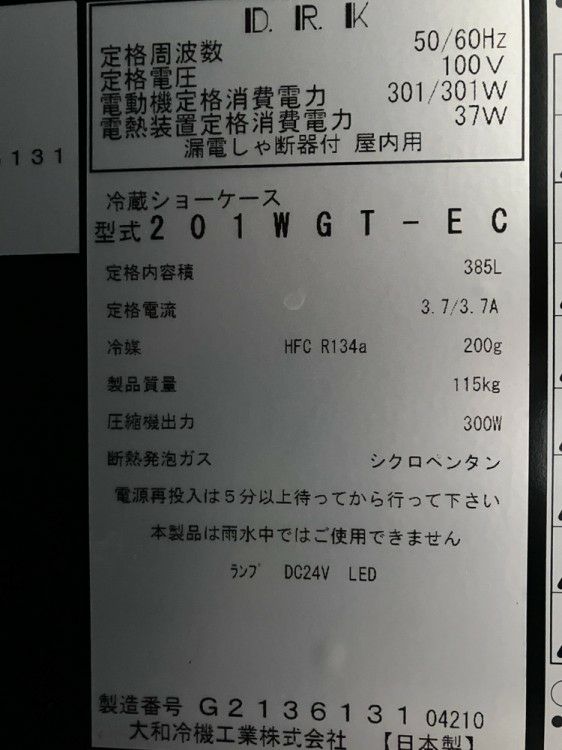 D. R. K
定格周波数 50/60Hz
定格電圧 100V
電動機定格消費電力 301/301W
電熱装置定格消費電力 37W
漏電しゃ断器付 屋内用
6131
冷蔵ショーケース
型式201WGT-EC
定格内容積 385L
定格電流 3.7/3.7A
冷媒 HFC R134a 200g
製品質量 115kg
圧縮機出力 300W
断熱発泡ガス シクロペンタン
電源再投入は5分以上待ってから行って下さい
本製品は雨水中ではご使用できません
ランプ DC24V LED
製造番号 G2136131 04210
大和冷機工業株式会社 【日本製】